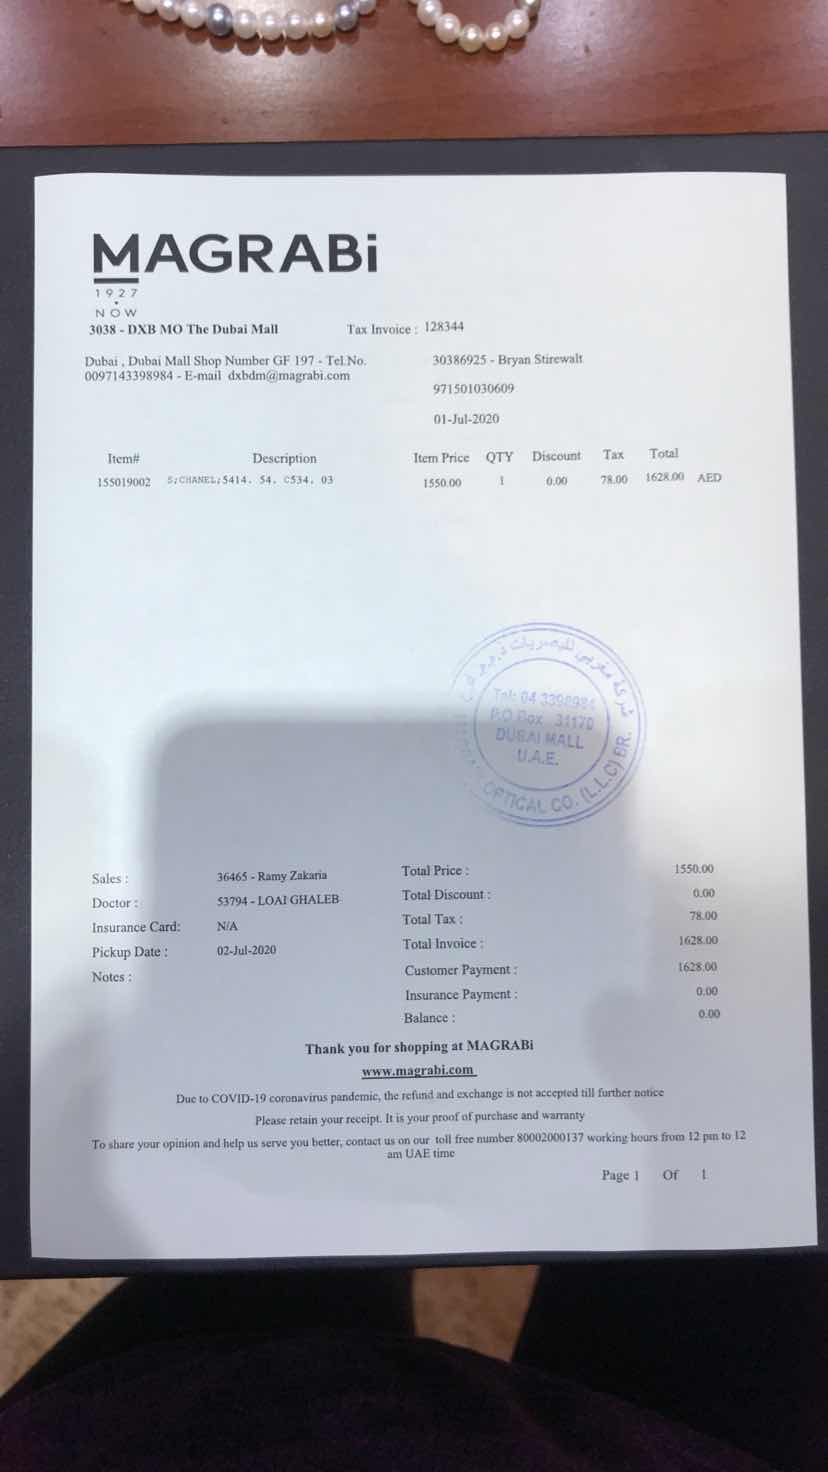 MAGRABi
1927
NOW
3038 - DXB MO The Dubai Mall Tax Invoice : 128344
Dubai , Dubai Mall Shop Number GF 197 - Tel.No.
0097143398984 - E-mail dxbdm@magrabi.com
30386925 - Bryan Stirewalt
971501030609
01-Jul-2020
Item# Description Item Price QTY Discount Tax Total
155019002 S;CHANEL;5414. 54. C534. 03 1550.00 1 0.00 78.00 1628.00 AED
شركة مغربي للبصريات ذ.م.م
Tel: 04 3398984
P.O Box 31170
DUBAI MALL
U.A.E.
OPTICAL CO. (L.L.C) BR.
Sales : 36465 - Ramy Zakaria
Doctor : 53794 - LOAI GHALEB
Insurance Card: N/A
Pickup Date : 02-Jul-2020
Notes :
Total Price : 1550.00
Total Discount : 0.00
Total Tax : 78.00
Total Invoice : 1628.00
Customer Payment : 1628.00
Insurance Payment : 0.00
Balance : 0.00
Thank you for shopping at MAGRABi
www.magrabi.com
Due to COVID-19 coronavirus pandemic, the refund and exchange is not accepted till further notice
Please retain your receipt. It is your proof of purchase and warranty
To share your opinion and help us serve you better, contact us on our toll free number 80002000137 working hours from 12 pm to 12
am UAE time
Page 1 Of 1